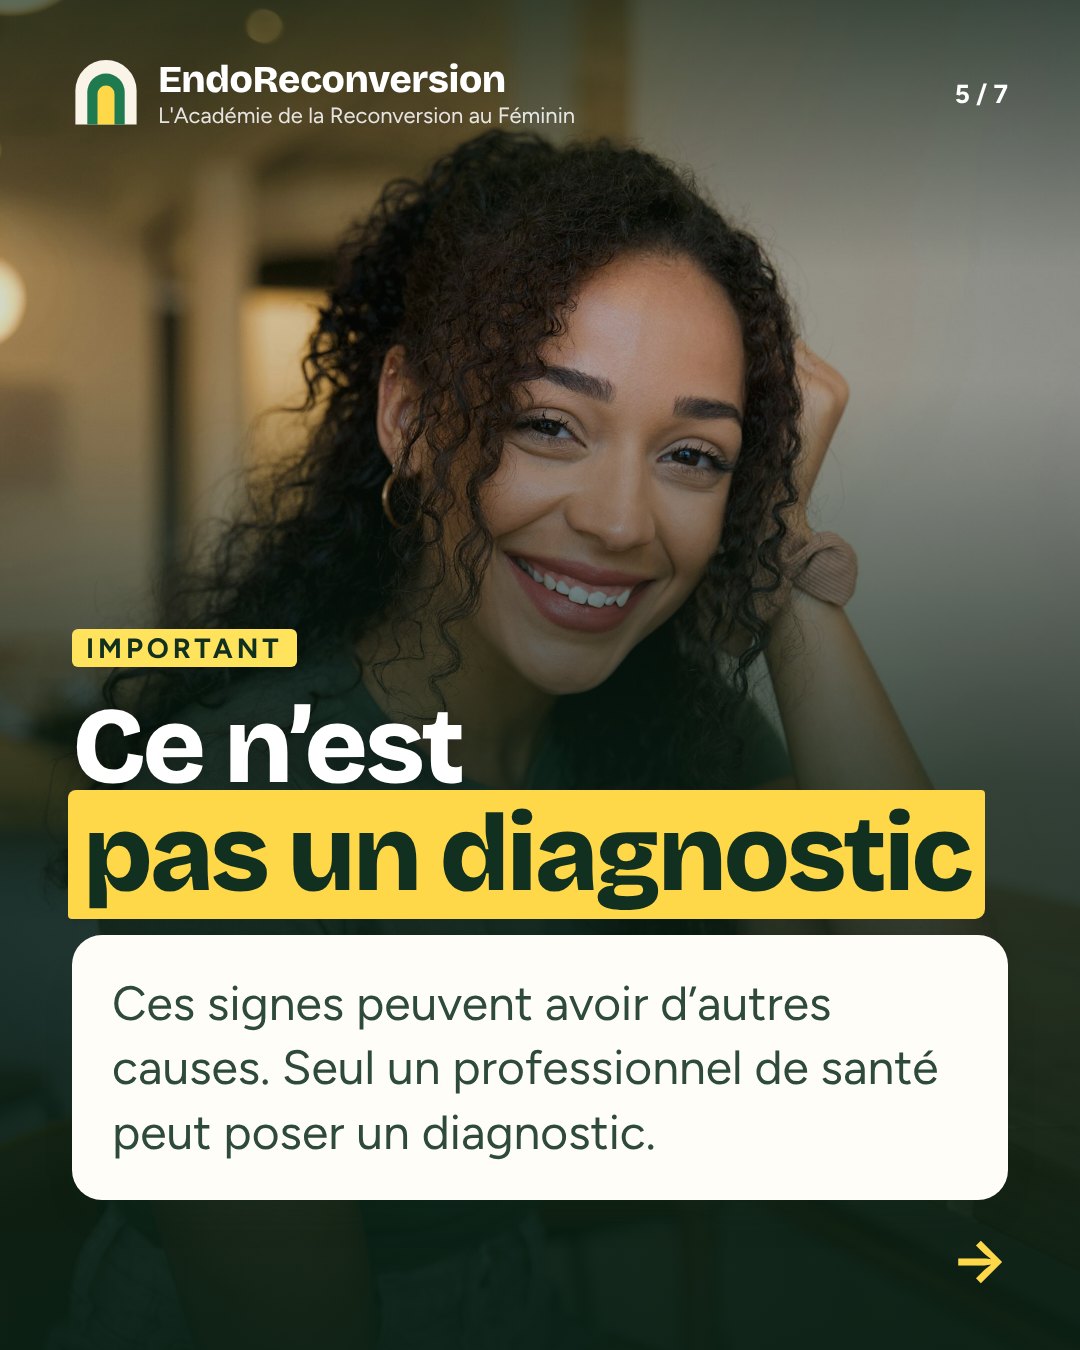 EndoReconversion
L'Académie de la Reconversion au Féminin
5 / 7
IMPORTANT
Ce n’est
pas un diagnostic
Ces signes peuvent avoir d’autres
causes. Seul un professionnel de santé
peut poser un diagnostic.